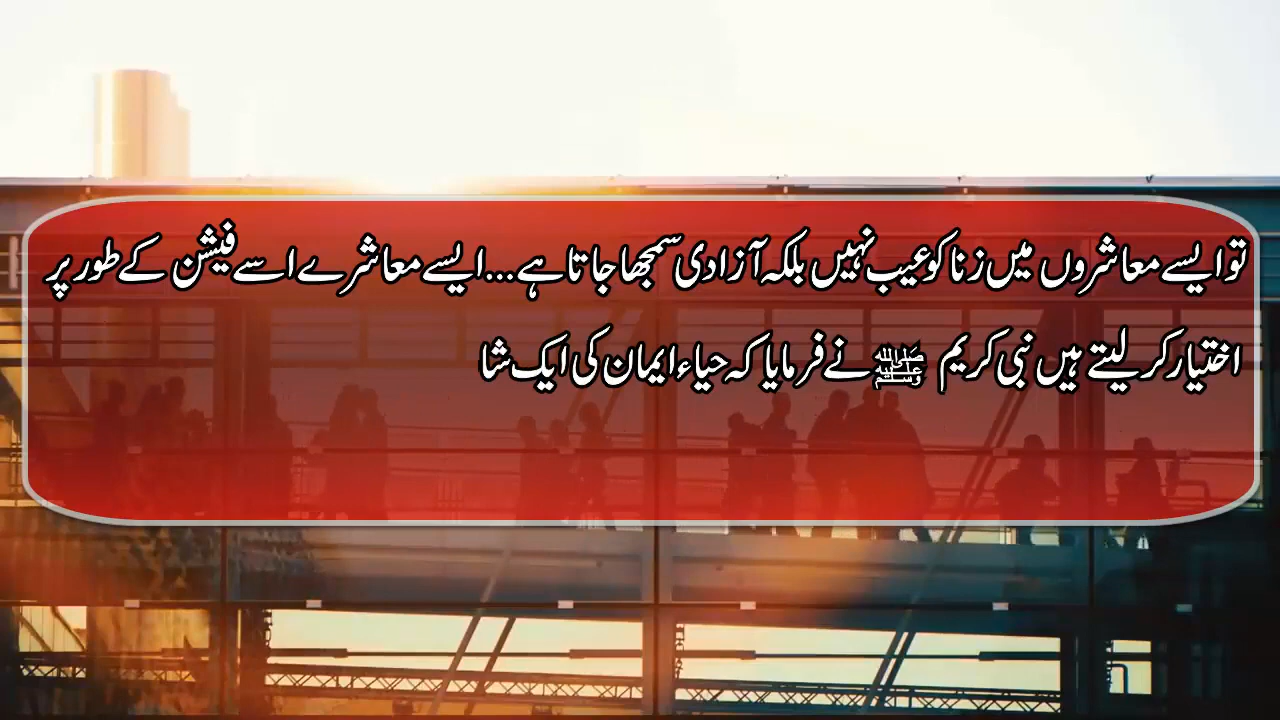 تو ایسے معاشروں میں زنا کو عیب نہیں بلکہ آزادی سمجھا جاتا ہے...ایسے معاشرے اسے فیشن کے طور پر
اختیار کر لیتے ہیں نبی کریم ﷺ نے فرمایا کہ حیاء ایمان کی ایک شا